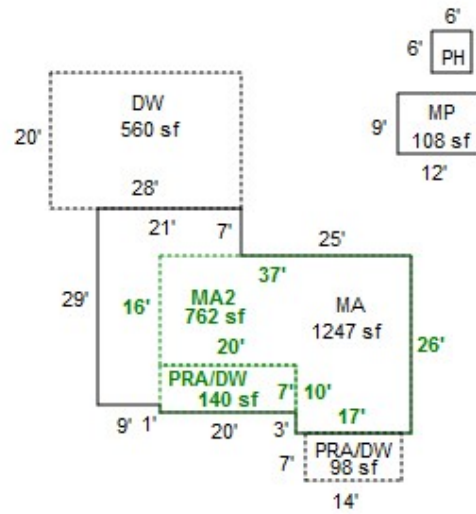 6'
6'
PH
DW
560 sf
20'
28'
MP
108 sf
9'
12'
21'
7'
25'
37'
29'
16'
MA2
762 sf
MA
1247 sf
26'
20'
PRA/DW
140 sf
7'
10'
17'
9'
1'
20'
3'
7'
PRA/DW
98 sf
14'